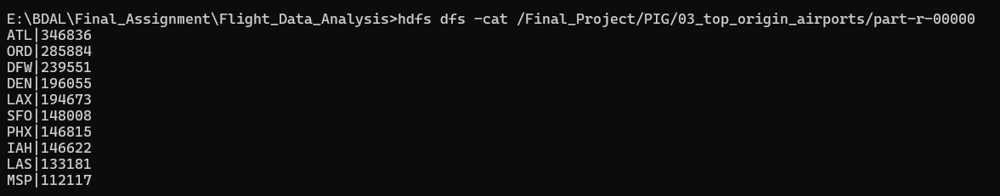 E:\BDAL\Final_Assignment\Flight_Data_Analysis>hdfs dfs -cat /Final_Project/PIG/03_top_origin_airports/part-r-00000
ATL|346836
ORD|285884
DFW|239551
DEN|196055
LAX|194673
SFO|148008
PHX|146815
IAH|146622
LAS|133181
MSP|112117